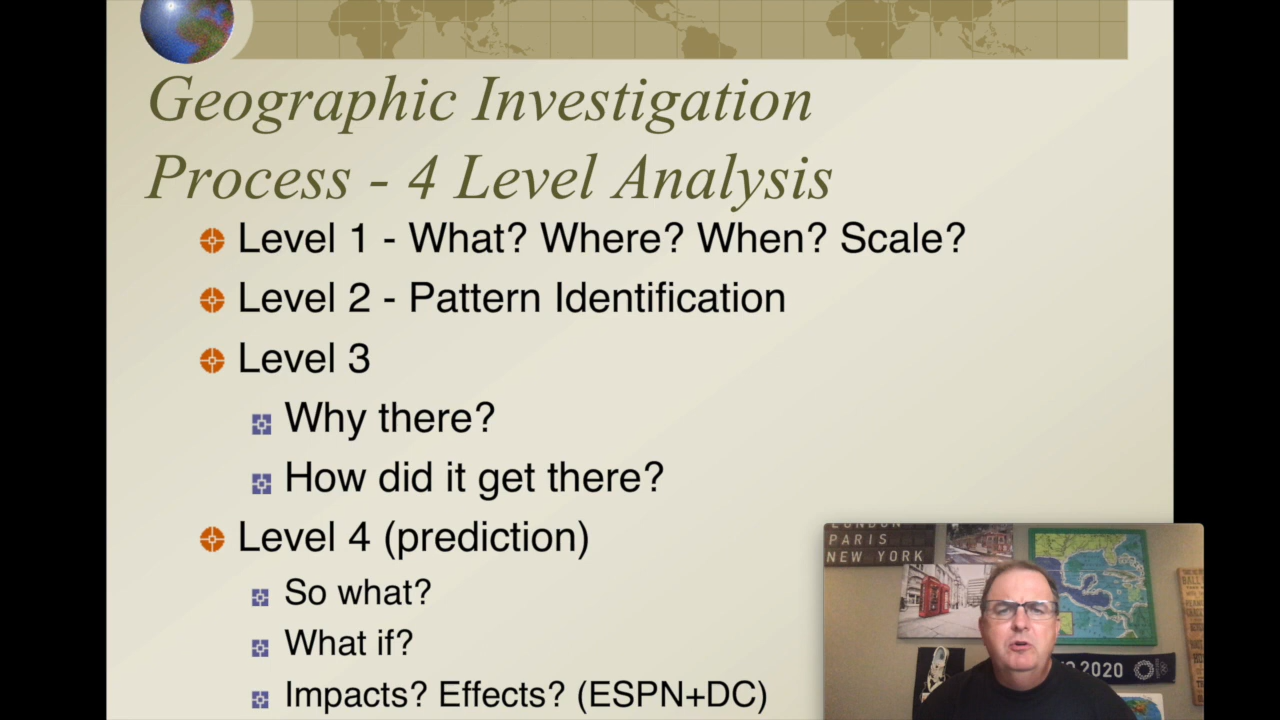 Geographic Investigation
Process - 4 Level Analysis
Level 1 - What? Where? When? Scale?
Level 2 - Pattern Identification
Level 3
Why there?
How did it get there?
Level 4 (prediction)
So what?
What if?
Impacts? Effects? (ESPN+DC)
LONDON
PARIS
NEW YORK
2020